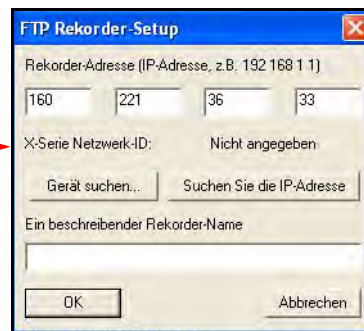 FTP Rekorder-Setup
Rekorder-Adresse (IP-Adresse, z.B. 192 168 1 1)
160 221 36 33
X-Serie Netzwerk-ID: Nicht angegeben
Gerät suchen... Suchen Sie die IP-Adresse
Ein beschreibender Rekorder-Name
OK Abbrechen